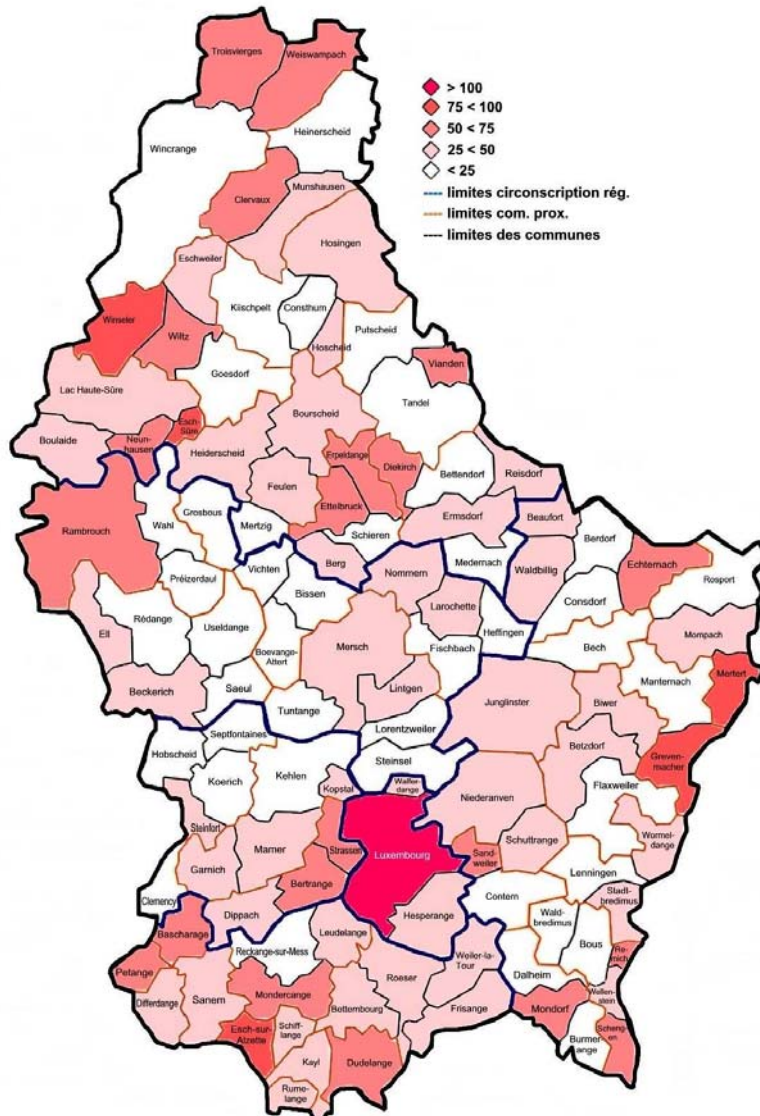 Troisvierges
Weiswampach
> 100
75 < 100
50 < 75
25 < 50
< 25
limites circonscription rég.
limites com. prox.
limites des communes
Heinerscheid
Wincrange
Clervaux
Munshausen
Hosingen
Eschweiler
Kiischpelt
Consthum
Winseler
Wiltz
Hoscheid
Putscheid
Goesdorf
Vianden
Lac Haute-Sûre
Bourscheid
Tandel
Esch-
Sûre
Boulaide
Neun-
hausen
Heiderscheid
Erpeldange
Diekirch
Bettendorf
Reisdorf
Feulen
Ettelbruck
Rambrouch
Wahl
Grosbous
Mertzig
Schieren
Ermsdorf
Beaufort
Berdorf
Vichten
Berg
Nommern
Medernach
Waldbillig
Echternach
Rosport
Préizerdaul
Bissen
Larochette
Consdorf
Ell
Rédange
Useldange
Boevange-
Attert
Mersch
Fischbach
Heffingen
Bech
Mompach
Manternach
Mertert
Beckerich
Saeul
Lintgen
Junglinster
Biwer
Tuntange
Lorentzweiler
Betzdorf
Greven-
macher
Hobscheid
Septfontaines
Steinsel
Koerich
Kehlen
Kopstal
Walfer-
dange
Niederanven
Flaxweiler
Steinfort
Mamer
Strassen
Luxembourg
Sand-
weiler
Schuttrange
Wormel-
dange
Garnich
Bertrange
Lenningen
Clemency
Dippach
Hesperange
Contern
Wald-
bredimus
Stadt-
bredimus
Bascharage
Reckange-sur-Mess
Leudelange
Weiler-la-
Tour
Bous
Re-
mich
Petange
Dalheim
Differdange
Sanem
Mondercange
Bettembourg
Roeser
Frisange
Mondorf
Wellen-
stein
Esch-sur-
Alzette
Schiff-
lange
Burmer-
ange
Scheng-
en
Kayl
Dudelange
Rume-
lange